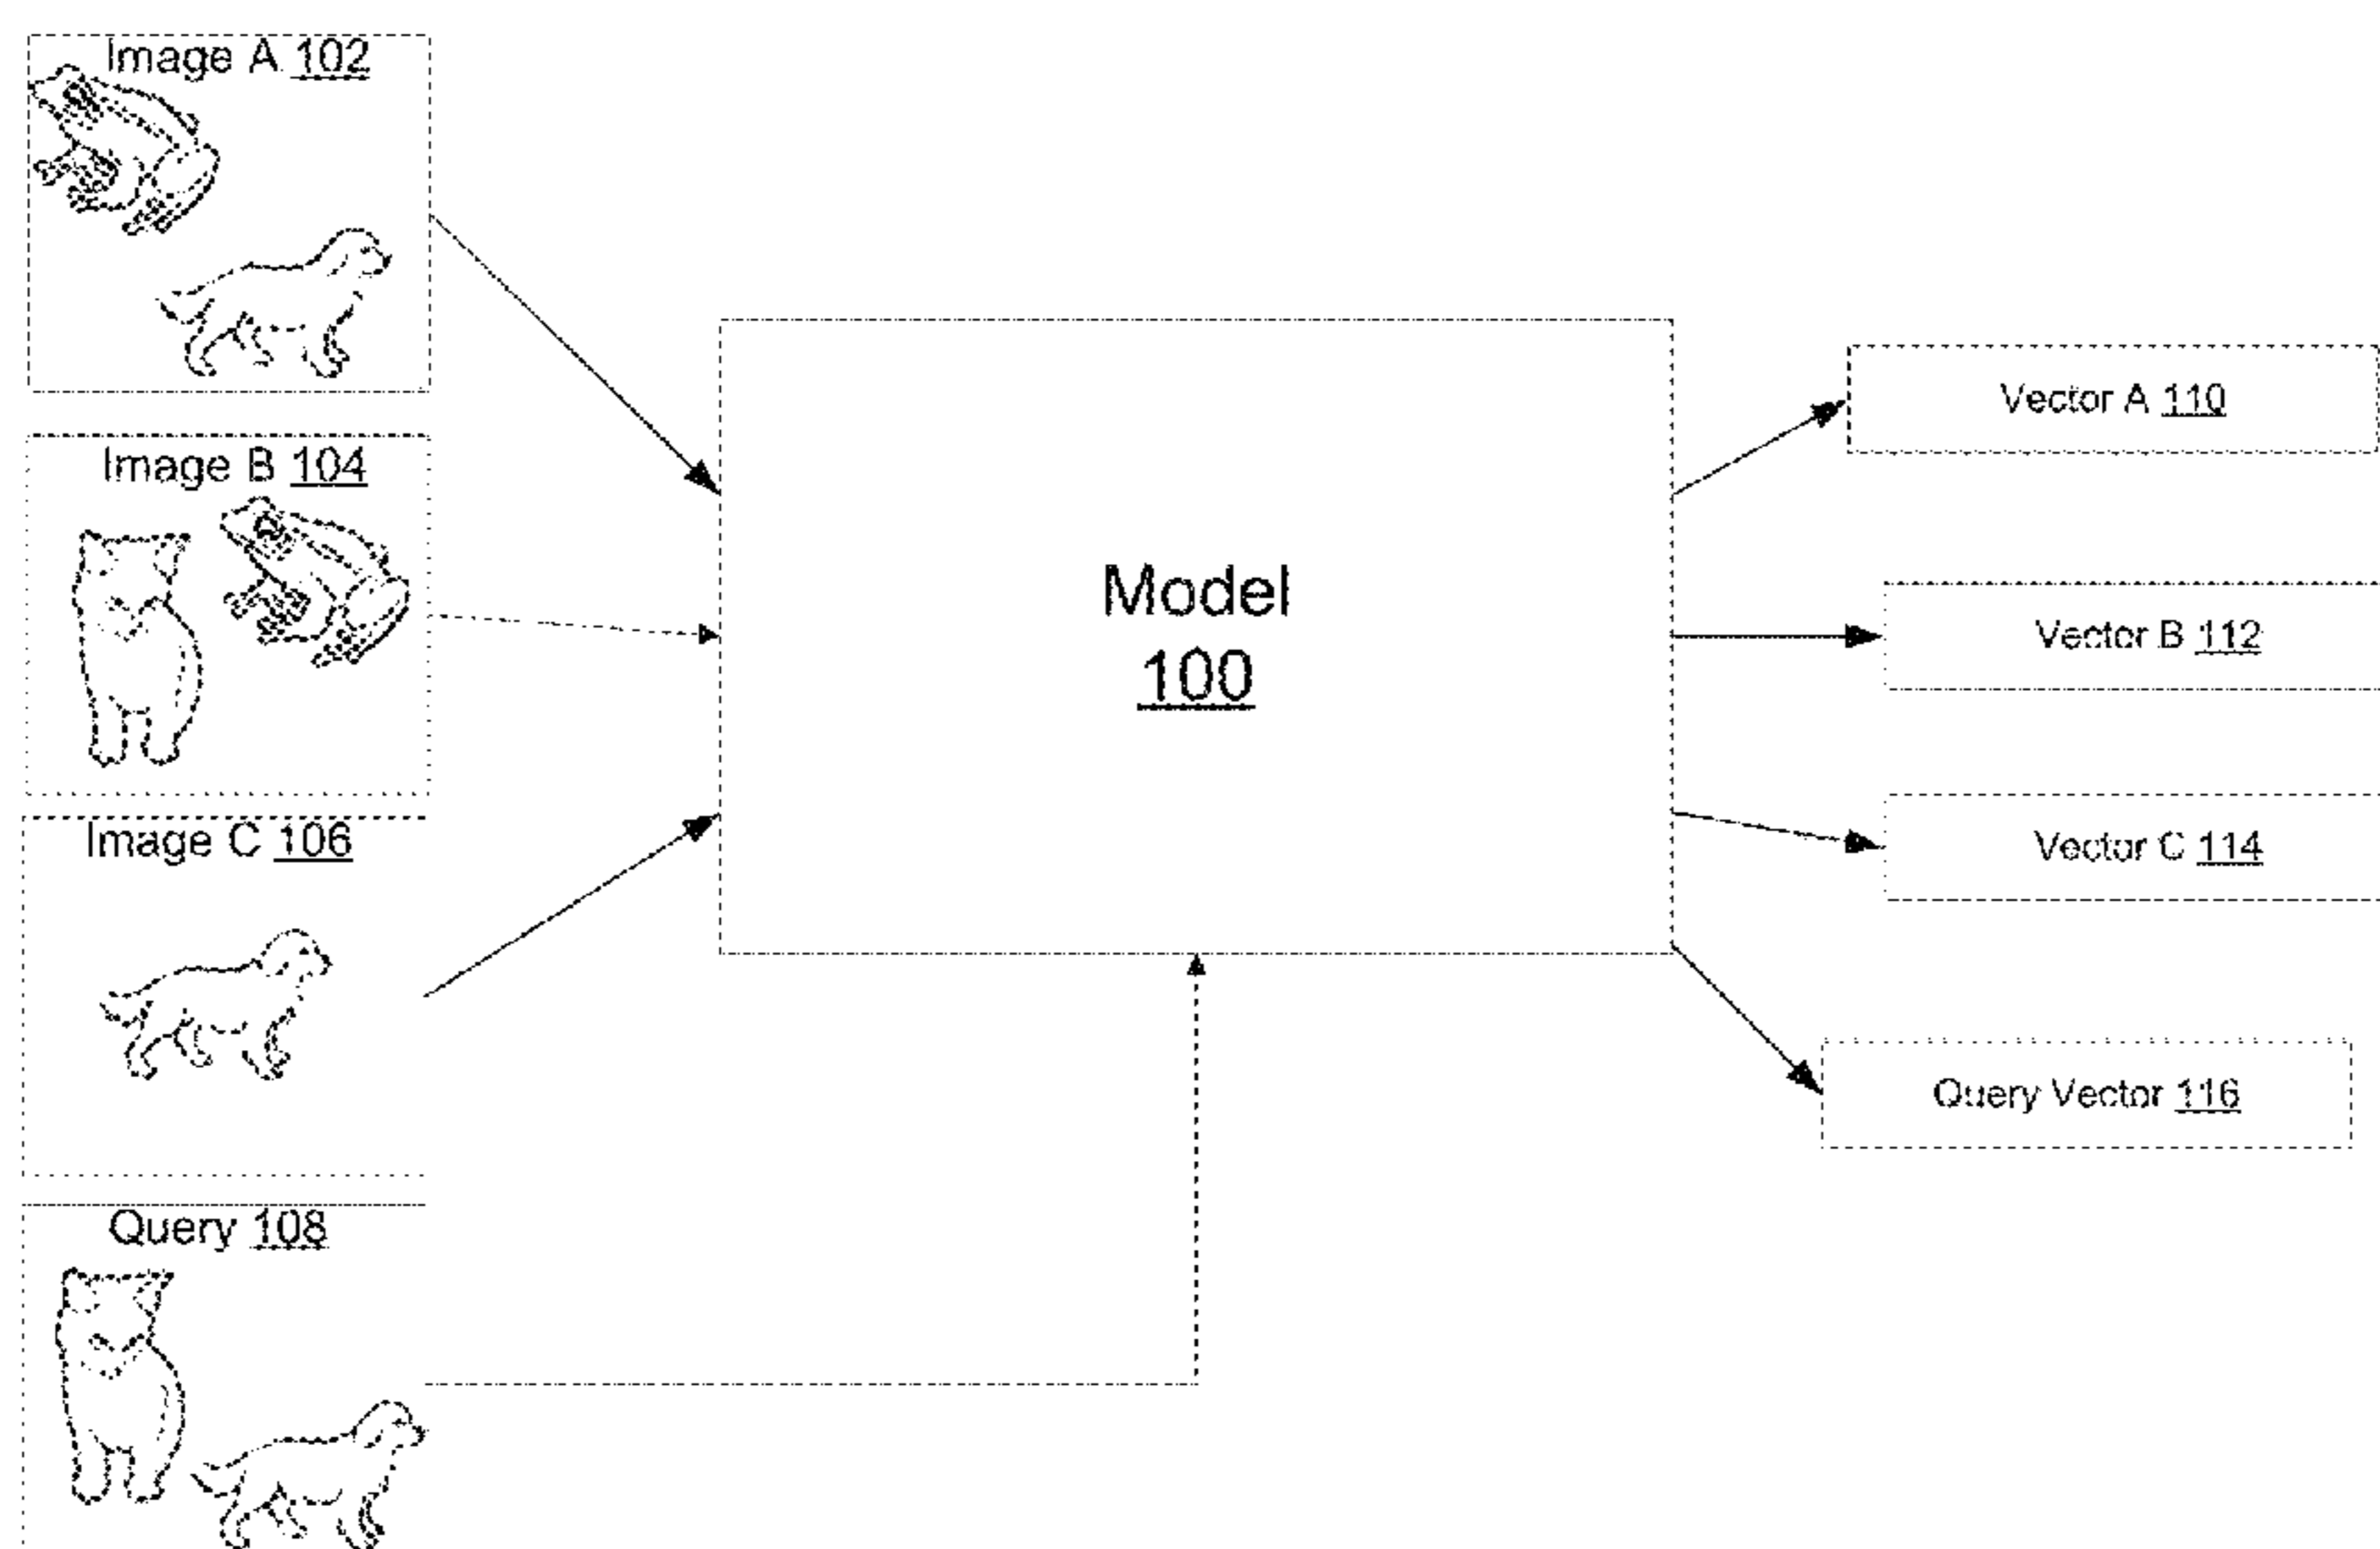 Image A 102
Image B 104
Image C 106
Query 108
Model
100
Vector A 110
Vector B 112
Vector C 114
Query Vector 116